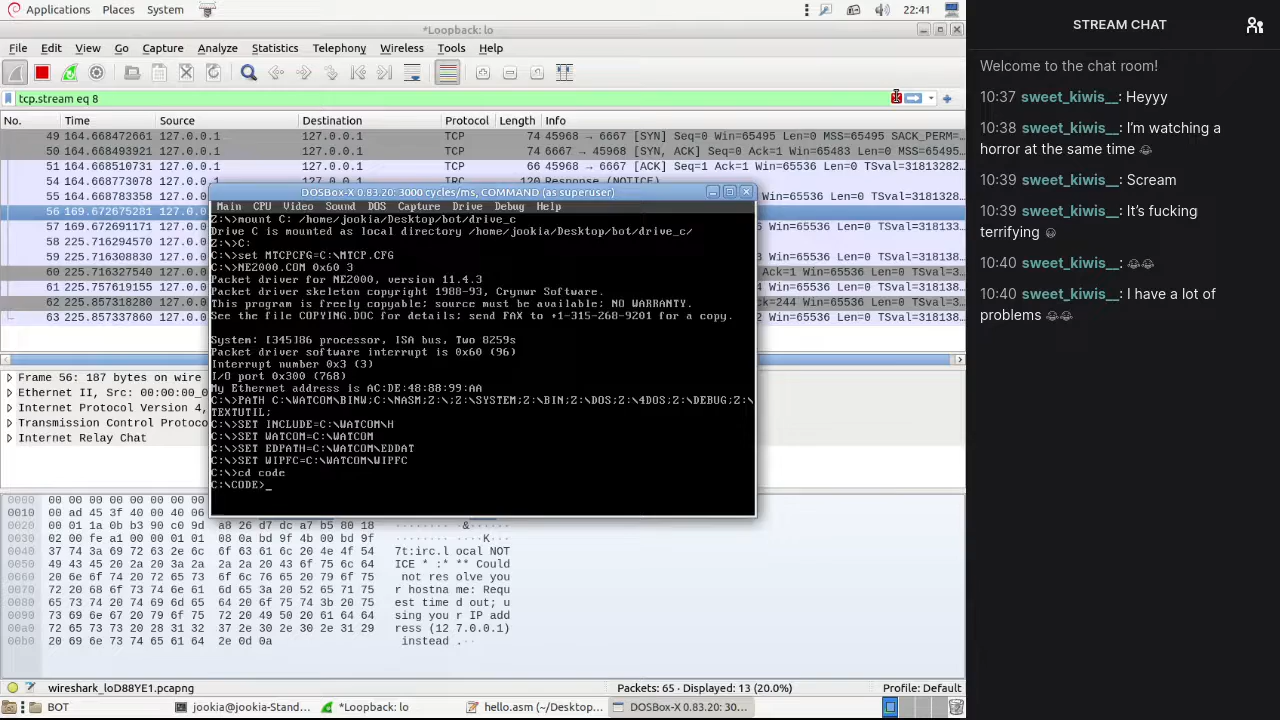 Applications Places System 22:41
*Loopback: lo
File Edit View Go Capture Analyze Statistics Telephony Wireless Tools Help
tcp.stream eq 8
No. Time Source Destination Protocol Length Info
49 164.668472661 127.0.0.1 127.0.0.1 TCP 74 45968 → 6667 [SYN] Seq=0 Win=65495 Len=0 MSS=65495 SACK_PERM=…
50 164.668493921 127.0.0.1 127.0.0.1 TCP 74 6667 → 45968 [SYN, ACK] Seq=0 Ack=1 Win=65483 Len=0 MSS=65495…
51 164.668510731 127.0.0.1 127.0.0.1 TCP 66 45968 → 6667 [ACK] Seq=1 Ack=1 Win=65536 Len=0 TSval=31813282…
54 164.668773078 127.0.0.1 127.0.0.1 IRC 120 Response (NOTICE)
55 164.668783358 127.0.0.1 Win=65536 Len=0 TSval=318132…
56 169.672675281 127.0.0.1
57 169.672691171 127.0.0.1 2 Win=65536 Len=0 TSval=318133…
58 225.716294570 127.0.0.1
59 225.716308830 127.0.0.1 Win=65536 Len=0 TSval=318138…
60 225.716327540 127.0.0.1 Ack=1 Win=65536 Len=0 TSval=31…
61 225.757619155 127.0.0.1 4 Win=65536 Len=0 TSval=318138…
62 225.857318280 127.0.0.1 ck=244 Win=65536 Len=0 TSval=…
63 225.857337860 127.0.0.1 Win=65536 Len=0 TSval=318138…
DOSBox-X 0.83.20: 3000 cycles/ms, COMMAND (as superuser)
Main CPU Video Sound DOS Capture Drive Debug Help
Z:\>mount C: /home/jookia/Desktop/bot/drive_c
Drive C is mounted as local directory /home/jookia/Desktop/bot/drive_c/
Z:\>C:
C:\>set MTCPCFG=C:\MTCP.CFG
C:\>NE2000.COM 0x60 3
Packet driver for NE2000, version 11.4.3
Packet driver skeleton copyright 1988-93, Crynwr Software.
This program is freely copyable; source must be available; NO WARRANTY.
See the file COPYING.DOC for details; send FAX to +1-315-268-9201 for a copy.
System: [345]86 processor, ISA bus, Two 8259s
Packet driver software interrupt is 0x60 (96)
Interrupt number 0x3 (3)
I/O port 0x300 (768)
My Ethernet address is AC:DE:48:88:99:AA
C:\>PATH C:\WATCOM\BINW;C:\NASM;Z:\;Z:\SYSTEM;Z:\BIN;Z:\DOS;Z:\4DOS;Z:\DEBUG;Z:\
TEXTUTIL;
C:\>SET INCLUDE=C:\WATCOM\H
C:\>SET WATCOM=C:\WATCOM
C:\>SET EDPATH=C:\WATCOM\EDDAT
C:\>SET WIPFC=C:\WATCOM\WIPFC
C:\>cd code
C:\CODE>_
Frame 56: 187 bytes on wire
Ethernet II, Src: 00:00:00_0
Internet Protocol Version 4,
Transmission Control Protoco
Internet Relay Chat
0000 00 00 00 00 00 00 00 00
0010 00 ad 45 3f 40 00 40 00
0020 00 01 1a 0b b3 90 c0 9d a8 26 d7 dc a7 b5 80 18 ········ ·&······
0030 02 00 fe a1 00 00 01 01 08 0a bd 9f 4b 00 bd 9f ········ ····K···
0040 37 74 3a 69 72 63 2e 6c 6f 63 61 6c 20 4e 4f 54 7t:irc.l ocal NOT
0050 49 43 45 20 2a 20 3a 2a 2a 2a 20 43 6f 75 6c 64 ICE * :* ** Could
0060 20 6e 6f 74 20 72 65 73 6f 6c 76 65 20 79 6f 75 not res olve you
0070 72 20 68 6f 73 74 6e 61 6d 65 3a 20 52 65 71 75 r hostna me: Requ
0080 65 73 74 20 74 69 6d 65 64 20 6f 75 74 3b 20 75 est time d out; u
0090 73 69 6e 67 20 79 6f 75 72 20 49 50 20 61 64 64 sing you r IP add
00a0 72 65 73 73 20 28 31 32 37 2e 30 2e 30 2e 31 29 ress (12 7.0.0.1)
00b0 20 69 6e 73 74 65 61 64 2e 0d 0a instead .··
wireshark_loD88YE1.pcapng Packets: 65 · Displayed: 13 (20.0%) Profile: Default
BOT jookia@jookia-Stand… *Loopback: lo hello.asm (~/Desktop… DOSBox-X 0.83.20: 30…
STREAM CHAT
Welcome to the chat room!
10:37 sweet_kiwis__: Heyyy
10:38 sweet_kiwis__: I’m watching a
horror at the same time 😂
10:39 sweet_kiwis__: Scream
10:39 sweet_kiwis__: It’s fucking
terrifying 😀
10:40 sweet_kiwis__: 😂😂
10:40 sweet_kiwis__: I have a lot of
problems 😂😂